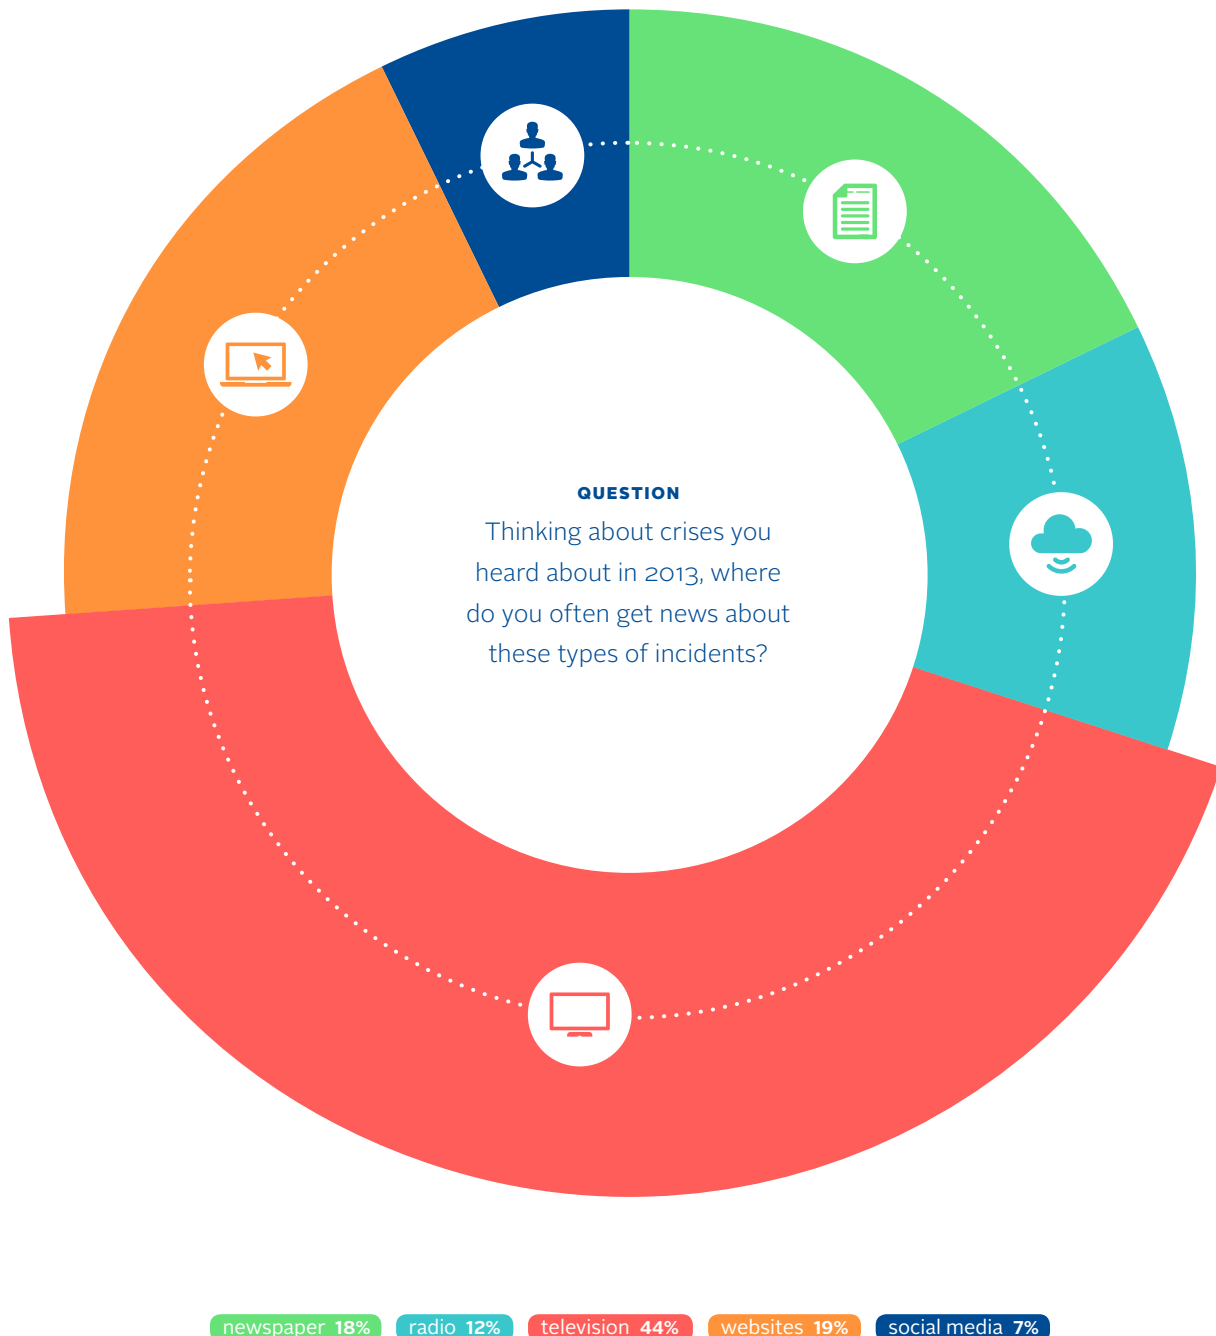 QUESTION
Thinking about crises you
heard about in 2013, where
do you often get news about
these types of incidents?
newspaper 18% radio 12% television 44% websites 19% social media 7%